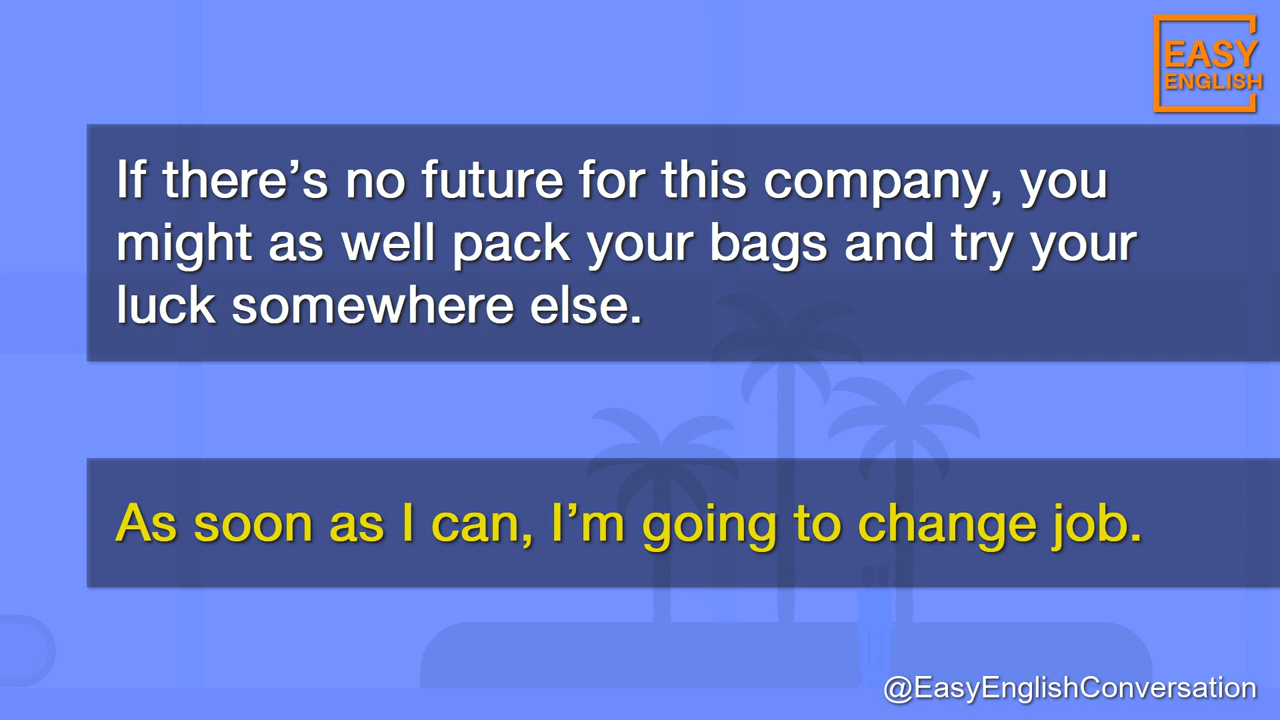 EASY
ENGLISH
If there’s no future for this company, you
might as well pack your bags and try your
luck somewhere else.
As soon as I can, I’m going to change job.
@EasyEnglishConversation